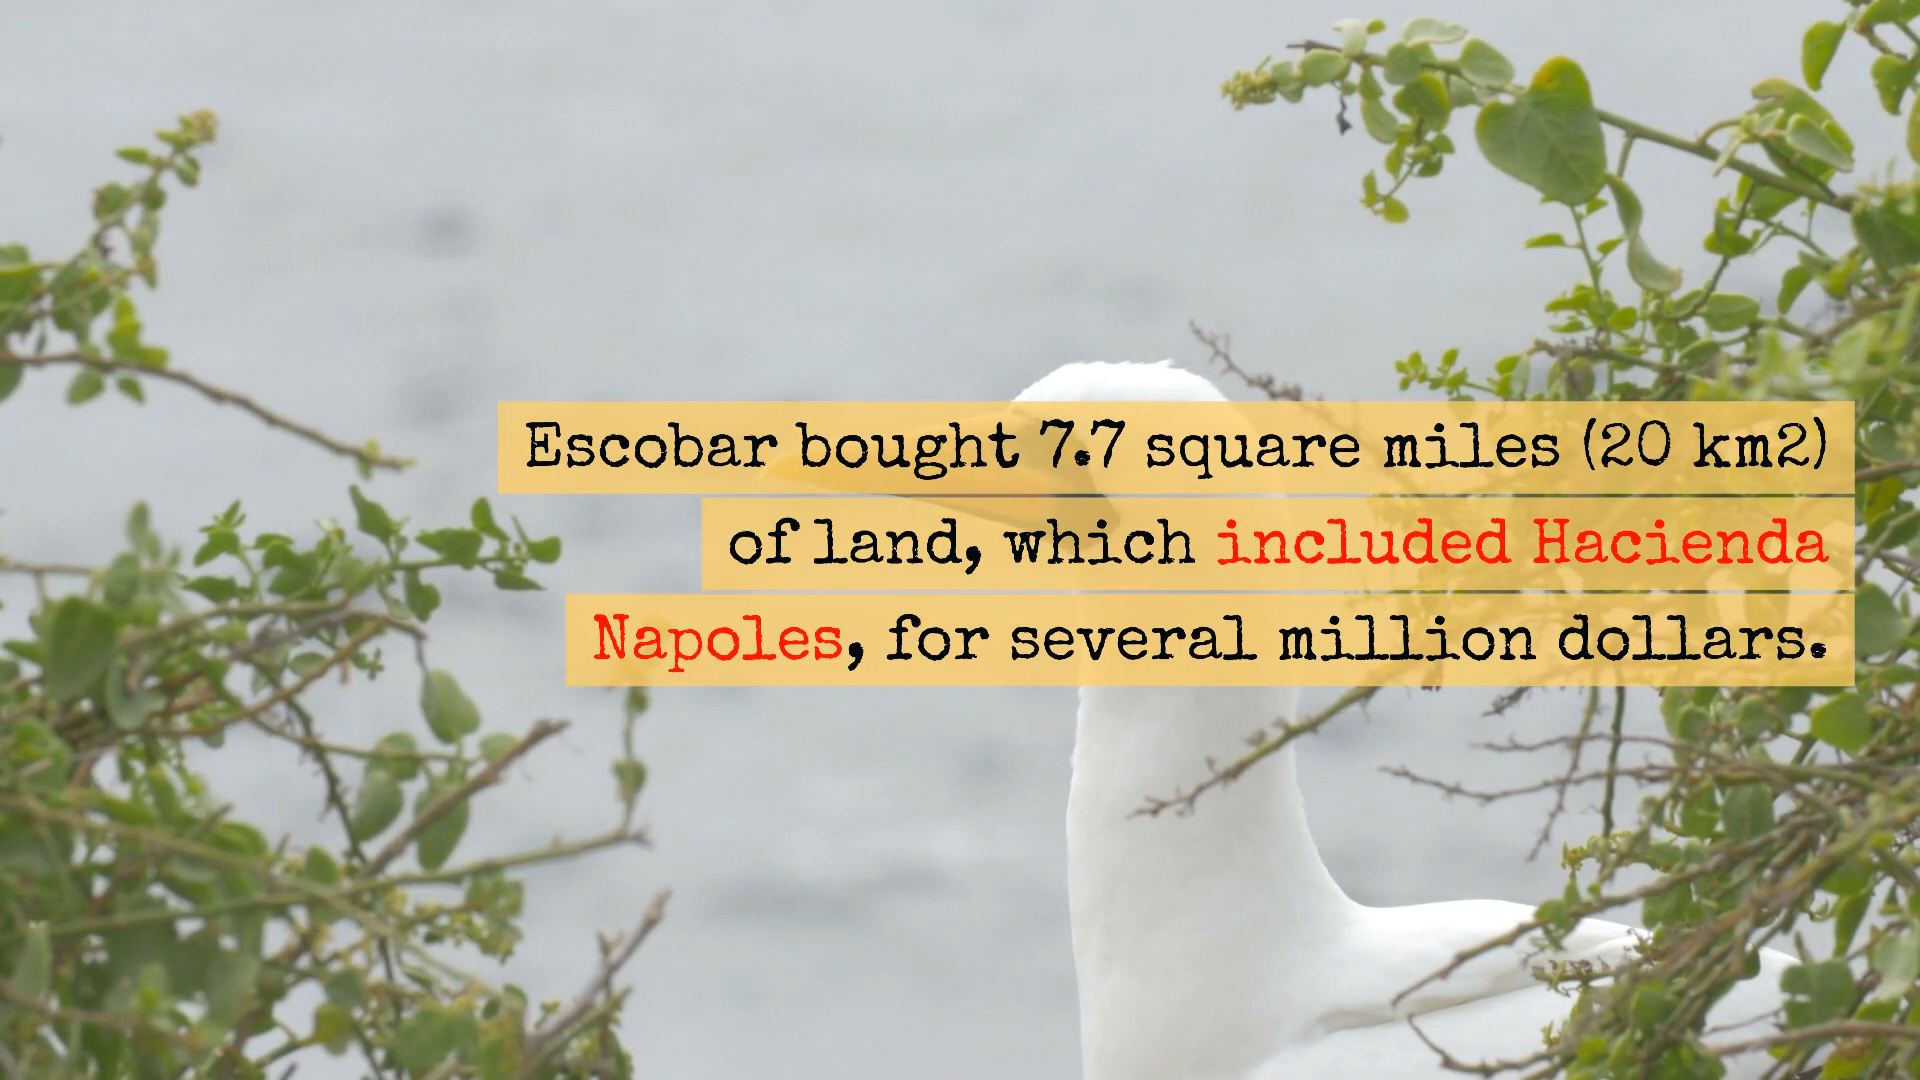 Escobar bought 7.7 square miles (20 km2)
of land, which included Hacienda
Napoles, for several million dollars.